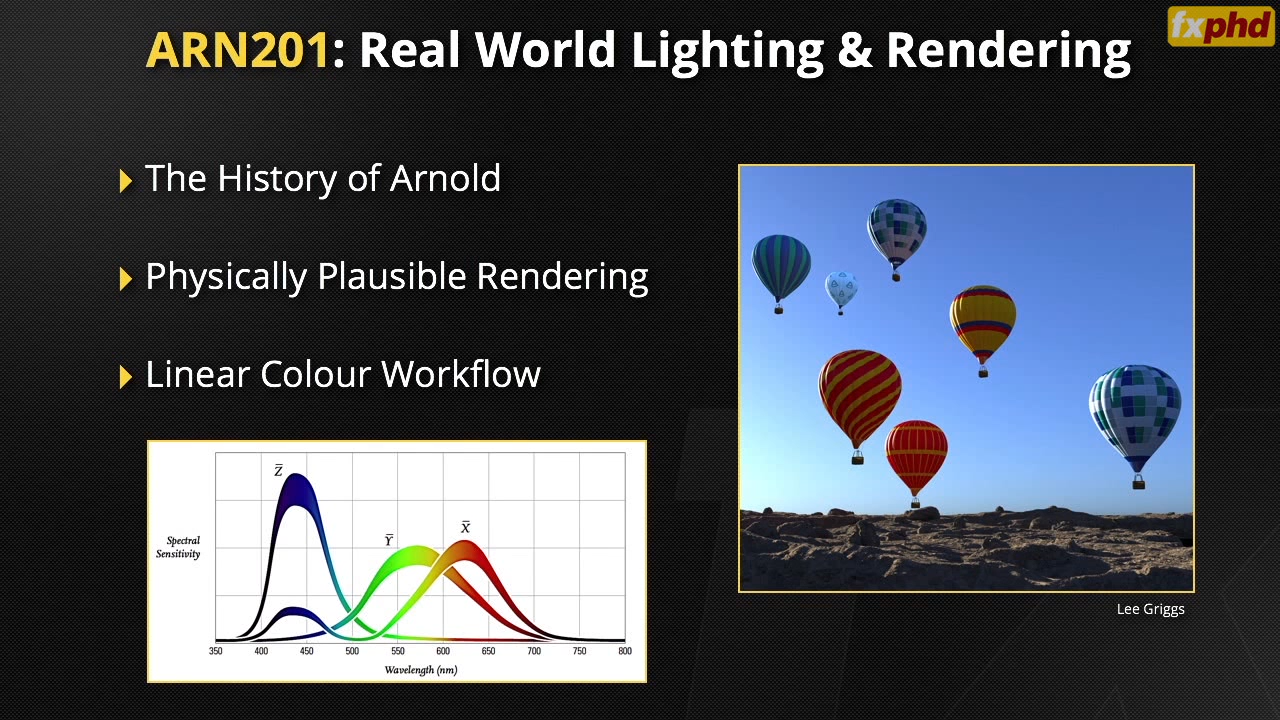 ARN201: Real World Lighting & Rendering
fxphd
The History of Arnold
Physically Plausible Rendering
Linear Colour Workflow
Z̅
Y̅
X̅
Spectral
Sensitivity
350 400 450 500 550 600 650 700 750 800
Wavelength (nm)
Lee Griggs